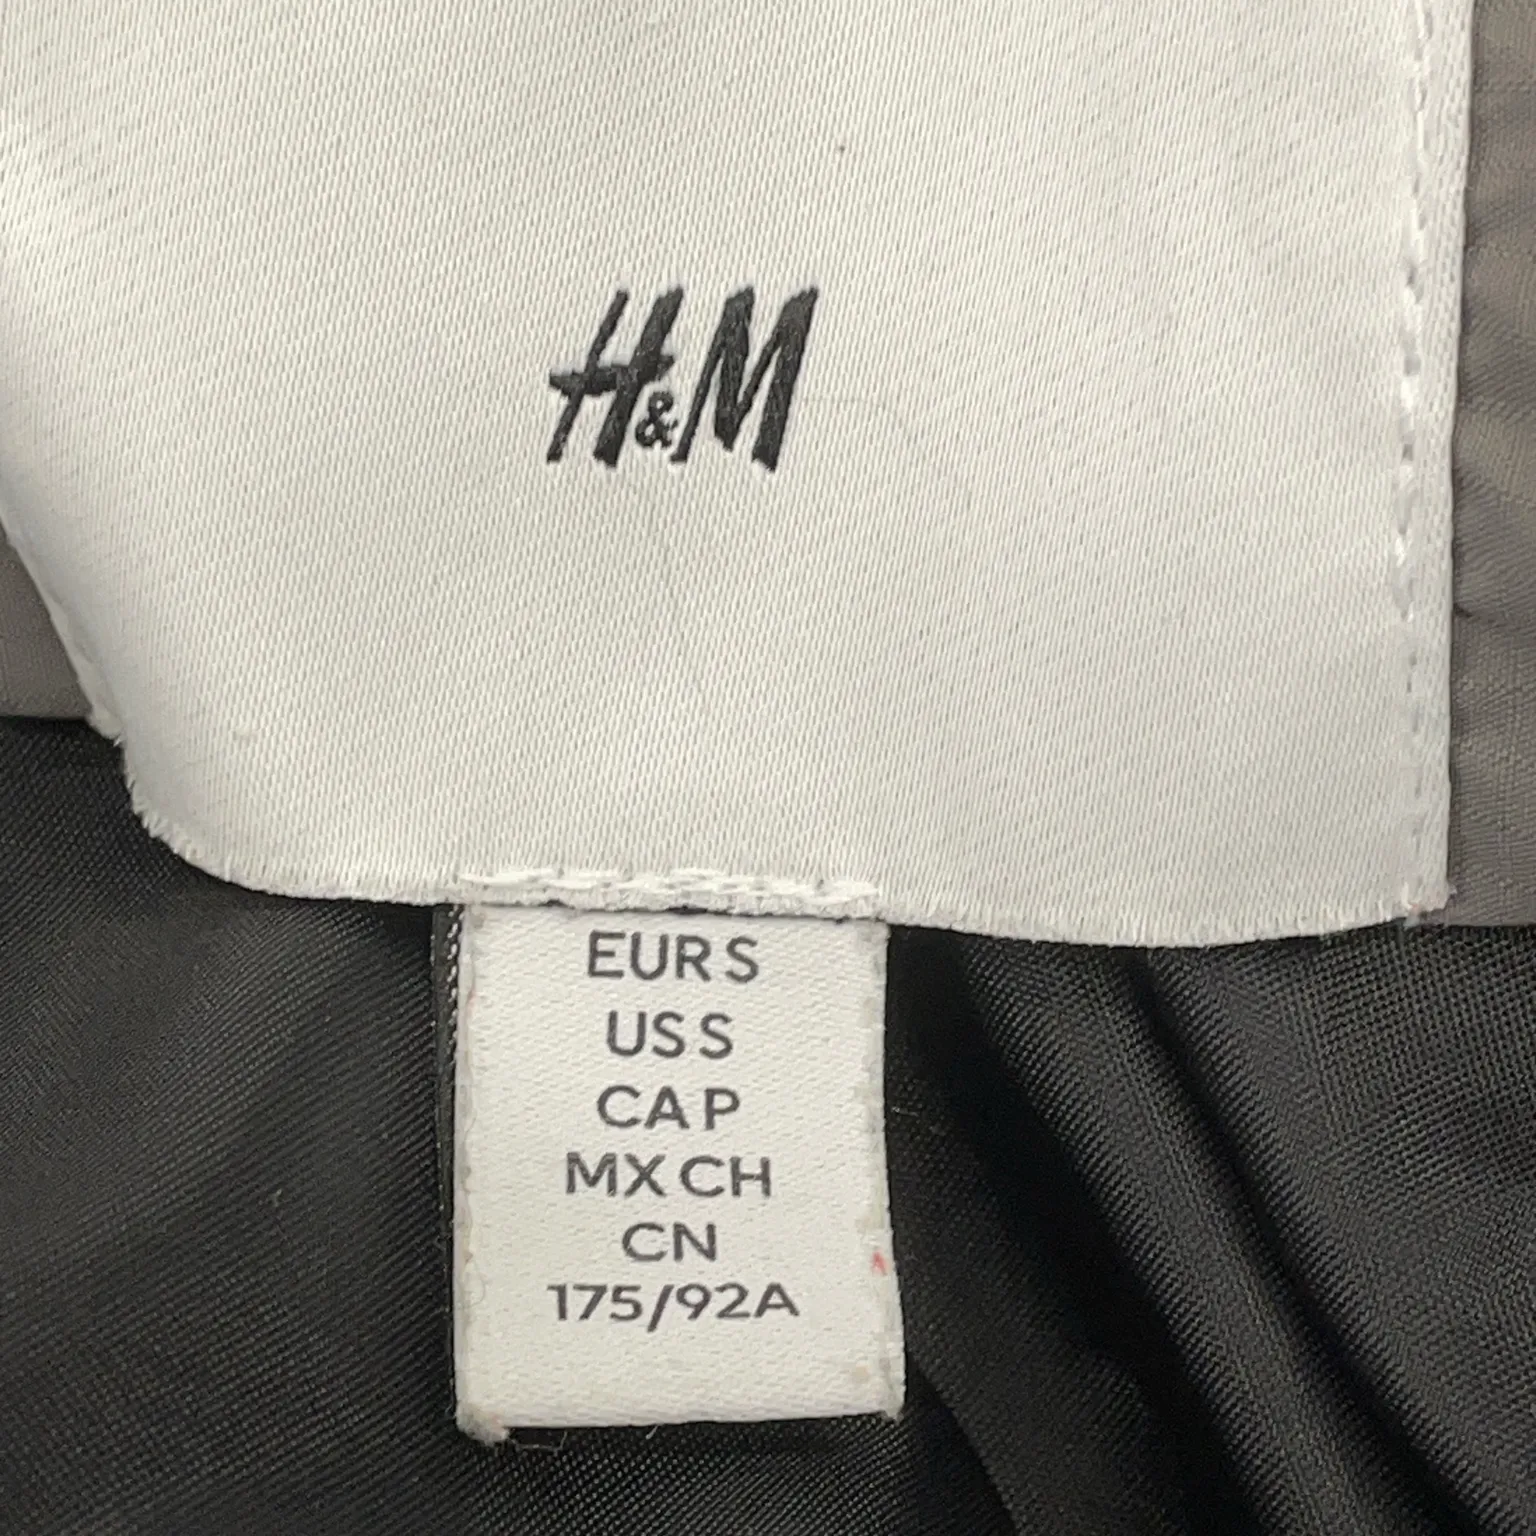 H&M
EUR S
US S
CA P
MX CH
CN
175/92A